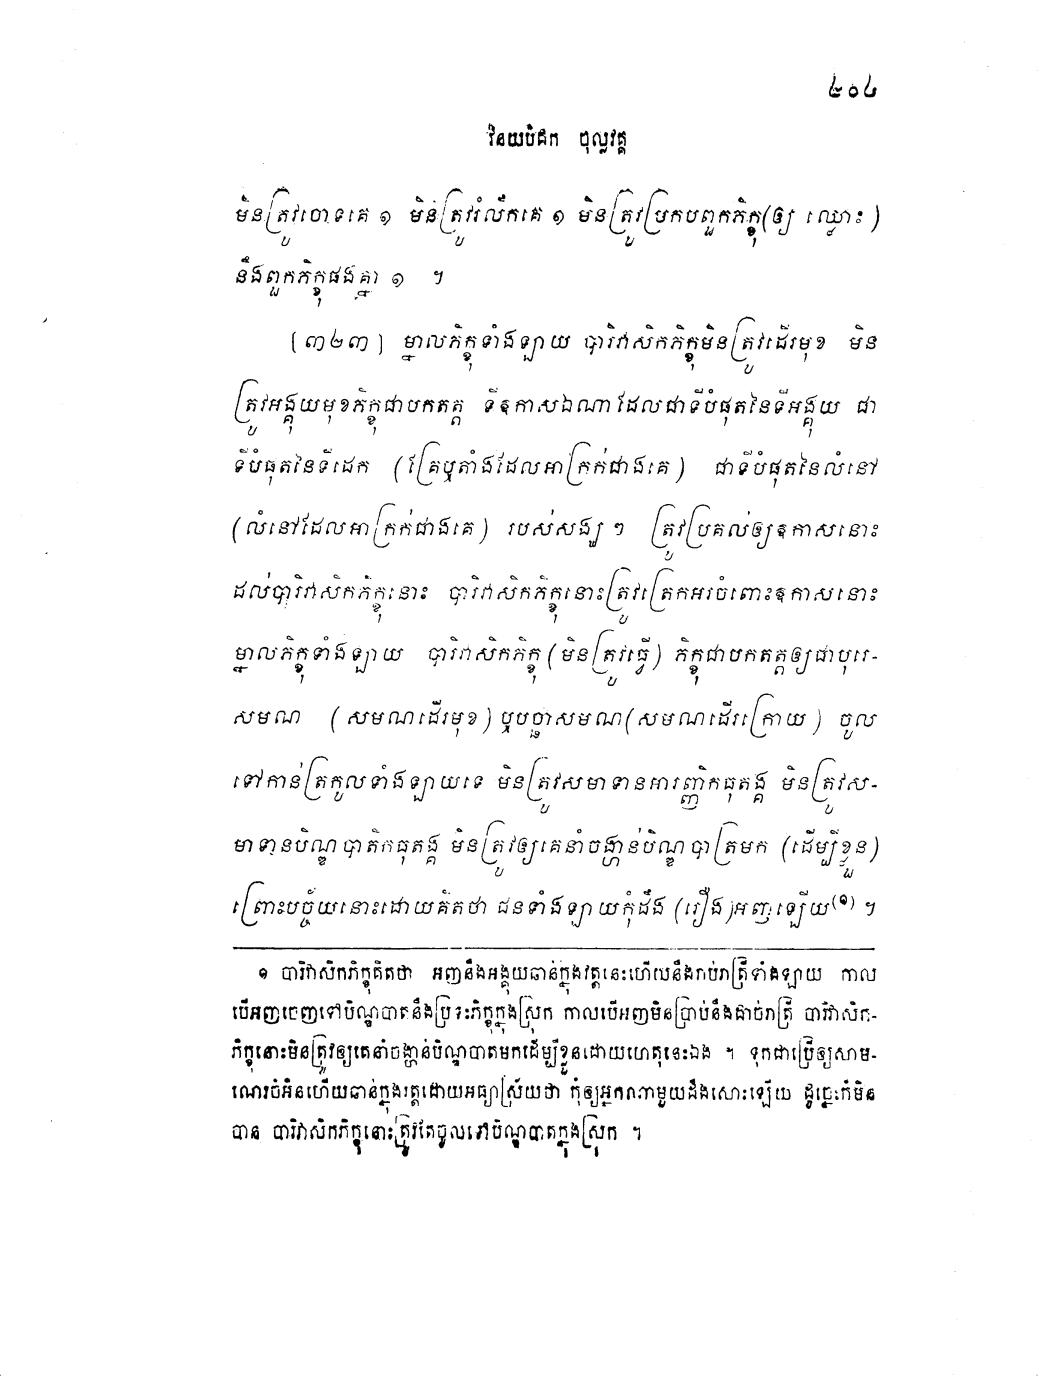 ៤០៤
វិនយបិដក ចុល្លវគ្គ
មិនត្រូវចោទគេ ១ មិនត្រូវរំលឹកគេ ១ មិនត្រូវប្រកបពួកភិក្ខុ(ឲ្យ ឈ្លោះ)
នឹងពួកភិក្ខុផងគ្នា ១ ។
[៣២៣] ម្នាលភិក្ខុទាំងឡាយ បារិវាសិកភិក្ខុមិនត្រូវដើរមុខ មិន
ត្រូវអង្គុយមុខភិក្ខុជាបកតត្ត ទីឧកាសឯណាដែលជាទីបំផុតនៃទីអង្គុយ ជា
ទីបំផុតនៃទីដេក (គ្រែឬតាំងដែលអាក្រក់ជាងគេ) ជាទីបំផុតនៃលំនៅ
(លំនៅដែលអាក្រក់ជាងគេ) របស់សង្ឃ ៗ ត្រូវប្រគល់ឲ្យឧកាសនោះ
ដល់បារិវាសិកភិក្ខុនោះ បារិវាសិកភិក្ខុនោះត្រូវត្រេកអរចំពោះឧកាសនោះ
ម្នាលភិក្ខុទាំងឡាយ បារិវាសិកភិក្ខុ (មិនត្រូវធ្វើ) ភិក្ខុជាបកតត្តឲ្យជាបុរេ-
សមណ (សមណដើរមុខ) ឬបច្ឆាសមណ(សមណដើរក្រោយ) ចូល
ទៅកាន់ត្រកូលទាំងឡាយទេ មិនត្រូវសមាទានអារញ្ញិកធុតង្គ មិនត្រូវស-
មាទានបិណ្ឌបាតិកធុតង្គ មិនត្រូវឲ្យគេនាំចង្ហាន់បិណ្ឌបាត្រមក (ដើម្បីខ្លួន)
ព្រោះបច្ច័យនោះដោយគិតថា ជនទាំងឡាយកុំដឹង (រឿង)អញឡើយ(១) ។
១ បារិវាសិកភិក្ខុគិតថា អញនឹងអង្គុយឆាន់ក្នុងវត្តនេះហើយនឹងរាប់រាត្រីទាំងឡាយ កាល
បើអញចេញទៅបិណ្ឌបាតនឹងប្រទះភិក្ខុក្នុងស្រុក កាលបើអញមិនប្រាប់នឹងដាច់រាត្រី បារិវាសិក-
ភិក្ខុនោះមិនត្រូវឲ្យគេនាំចង្ហាន់បិណ្ឌបាតមកដើម្បីខ្លួនដោយហេតុនេះឯង ។ ទុកជាប្រើឲ្យសាម-
ណេរចំអិនហើយឆាន់ក្នុងវត្តដោយអធ្យាស្រ័យថា កុំឲ្យអ្នកណាមួយដឹងសោះឡើយ ដូច្នេះក៏មិន
បាន បារិវាសិកភិក្ខុនោះត្រូវតែចូលទៅបិណ្ឌបាតក្នុងស្រុក ។